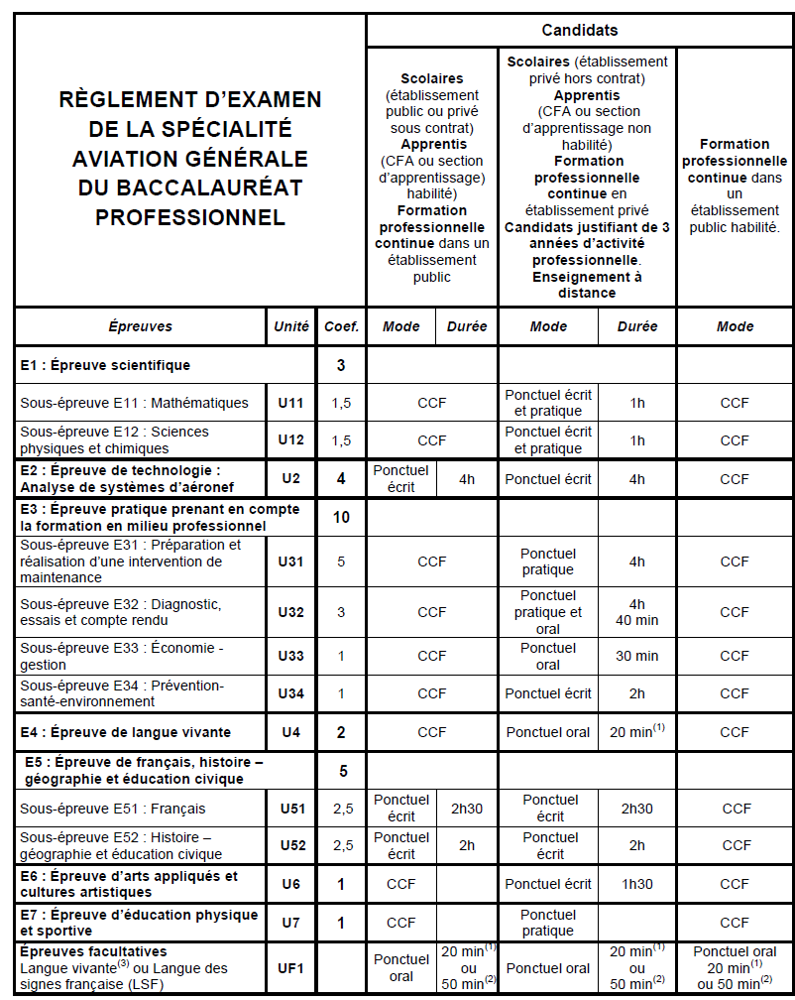 RÈGLEMENT D'EXAMEN
DE LA SPÉCIALITÉ
AVIATION GÉNÉRALE
DU BACCALAURÉAT
PROFESSIONNEL
Candidats
Scolaires
(établissement
public ou privé
sous contrat)
Apprentis
(CFA ou section
d'apprentissage)
habilité)
Formation
professionnelle
continue dans un
établissement
public
Scolaires (établissement
privé hors contrat)
Apprentis
(CFA ou section
d'apprentissage non
habilité)
Formation
professionnelle
continue en
établissement privé
Candidats justifiant de 3
années d'activité
professionnelle.
Enseignement à
distance
Formation
professionnelle
continue dans
un
établissement
public habilité.
Épreuves Unité Coef. Mode Durée Mode Durée Mode
E1 : Épreuve scientifique 3
Sous-épreuve E11 : Mathématiques U11 1,5 CCF Ponctuel écrit
et pratique 1h CCF
Sous-épreuve E12 : Sciences
physiques et chimiques U12 1,5 CCF Ponctuel écrit
et pratique 1h CCF
E2 : Épreuve de technologie :
Analyse de systèmes d'aéronef U2 4 Ponctuel
écrit 4h Ponctuel écrit 4h CCF
E3 : Épreuve pratique prenant en compte
la formation en milieu professionnel 10
Sous-épreuve E31 : Préparation et
réalisation d'une intervention de
maintenance U31 5 CCF Ponctuel
pratique 4h CCF
Sous-épreuve E32 : Diagnostic,
essais et compte rendu U32 3 CCF Ponctuel
pratique et
oral 4h
40 min CCF
Sous-épreuve E33 : Économie -
gestion U33 1 CCF Ponctuel
oral 30 min CCF
Sous-épreuve E34 : Prévention-
santé-environnement U34 1 CCF Ponctuel écrit 2h CCF
E4 : Épreuve de langue vivante U4 2 CCF Ponctuel oral 20 min(1) CCF
E5 : Épreuve de français, histoire –
géographie et éducation civique 5
Sous-épreuve E51 : Français U51 2,5 Ponctuel
écrit 2h30 Ponctuel
écrit 2h30 CCF
Sous-épreuve E52 : Histoire –
géographie et éducation civique U52 2,5 Ponctuel
écrit 2h Ponctuel
écrit 2h CCF
E6 : Épreuve d'arts appliqués et
cultures artistiques U6 1 CCF Ponctuel écrit 1h30 CCF
E7 : Épreuve d'éducation physique
et sportive U7 1 CCF Ponctuel
pratique CCF
Épreuves facultatives
Langue vivante(3) ou Langue des
signes française (LSF) UF1 Ponctuel
oral 20 min(1)
ou
50 min(2) Ponctuel oral 20 min(1)
ou
50 min(2) Ponctuel oral
20 min(1)
ou 50 min(2)